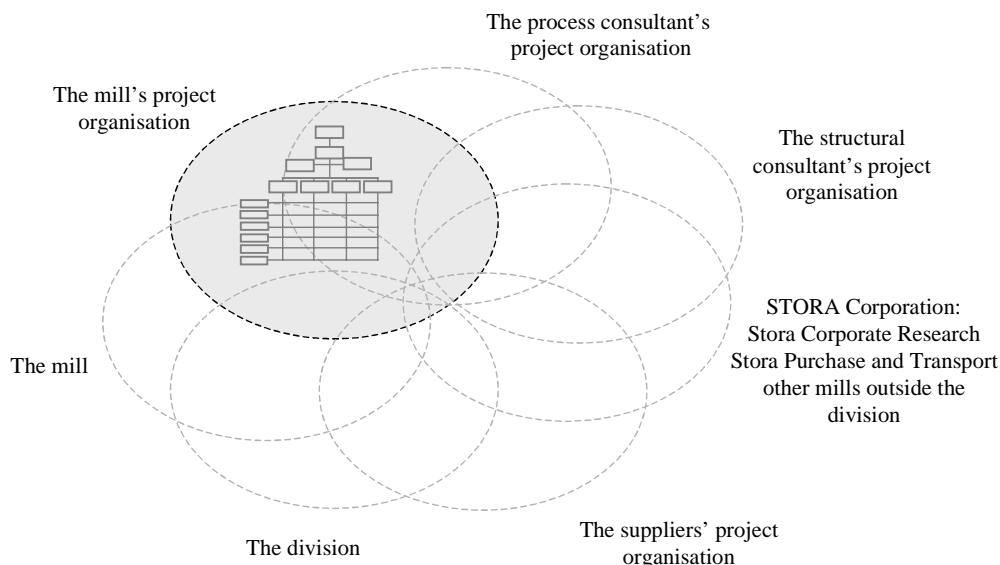 The process consultant’s
project organisation
The mill’s project
organisation
The structural
consultant’s project
organisation
STORA Corporation:
Stora Corporate Research
Stora Purchase and Transport
other mills outside the
division
The mill
The division
The suppliers’ project
organisation